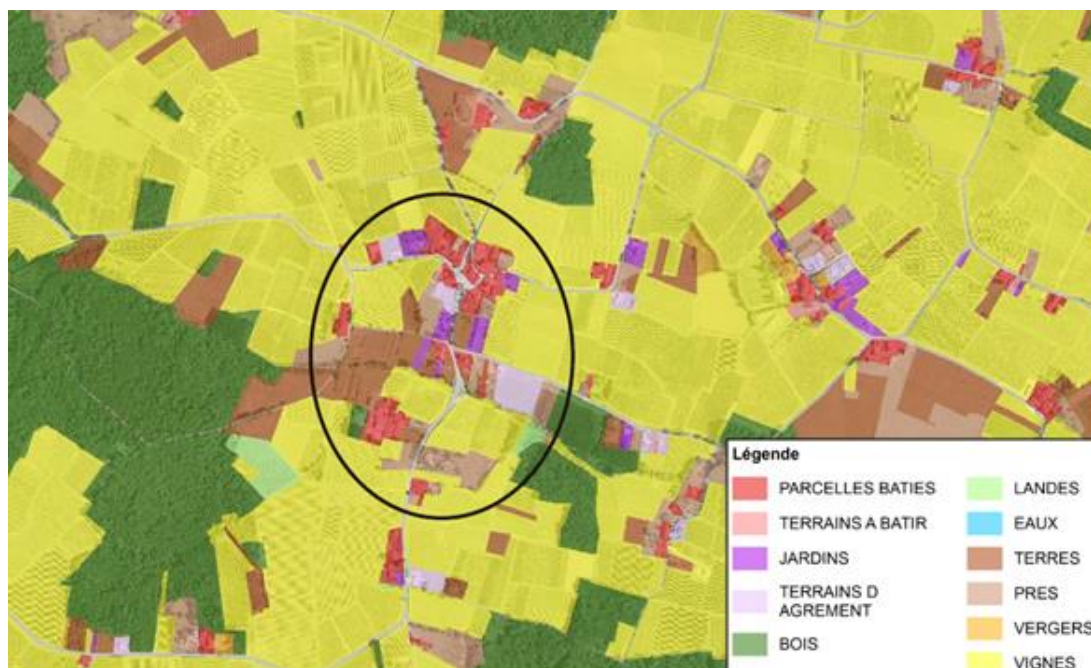 Légende
PARCELLES BATIES
TERRAINS A BATIR
JARDINS
TERRAINS D
AGREMENT
BOIS
LANDES
EAUX
TERRES
PRES
VERGERS
VIGNES